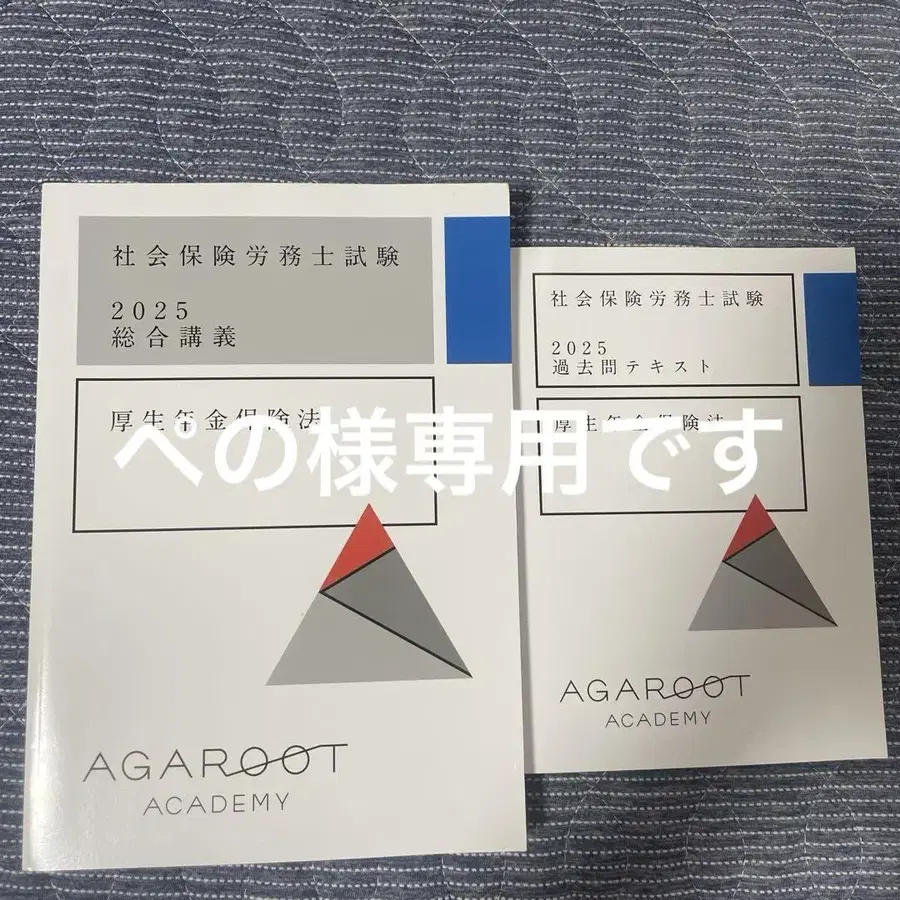 社会保険労務士試験
2025
総合講義
厚生年金保険法
AGAROOT
ACADEMY
社会保険労務士試験
2025
過去問テキスト
厚生年金保険法
AGAROOT
ACADEMY
ペの様専用です